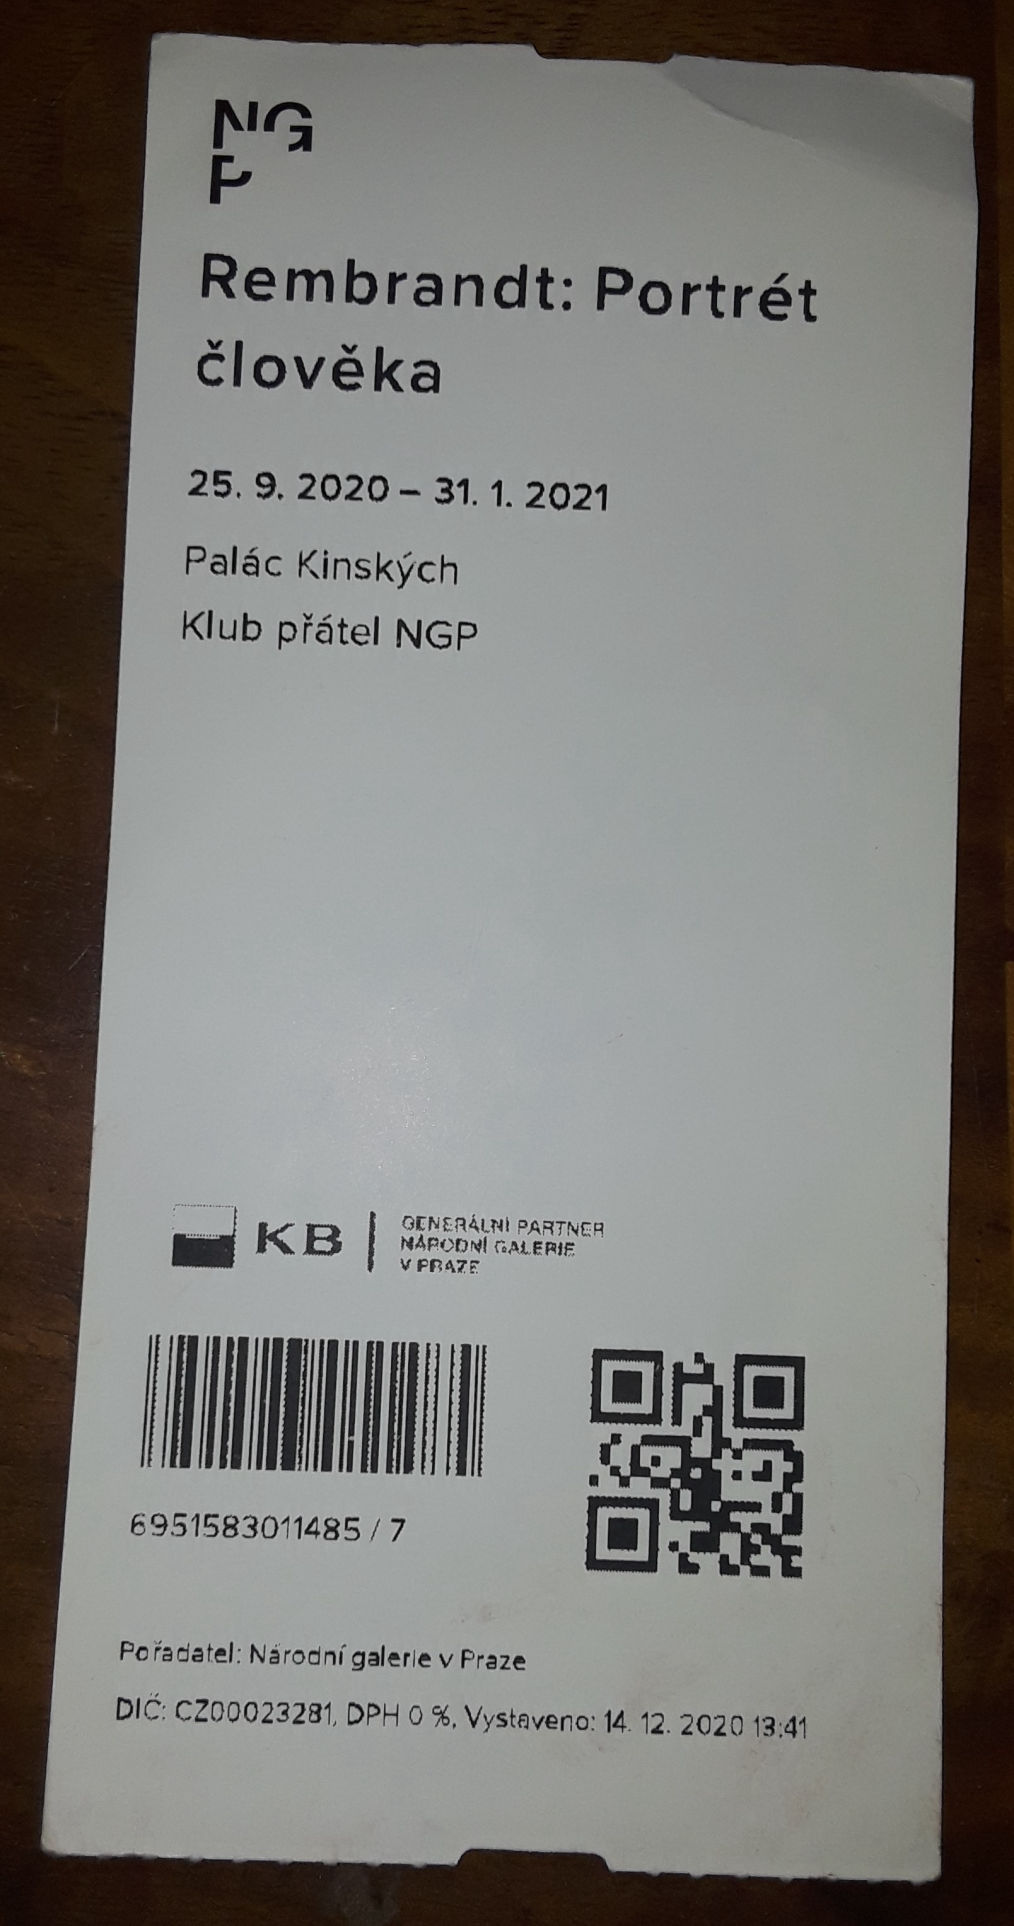 NG
P
Rembrandt: Portrét
člověka
25. 9. 2020 – 31. 1. 2021
Palác Kinských
Klub přátel NGP
KB
GENERÁLNÍ PARTNER
NÁRODNÍ GALERIE
V PRAZE
6951583011485 / 7
Pořadatel: Národní galerie v Praze
DIČ: CZ00023281, DPH 0 %, Vystaveno: 14. 12. 2020 13:41